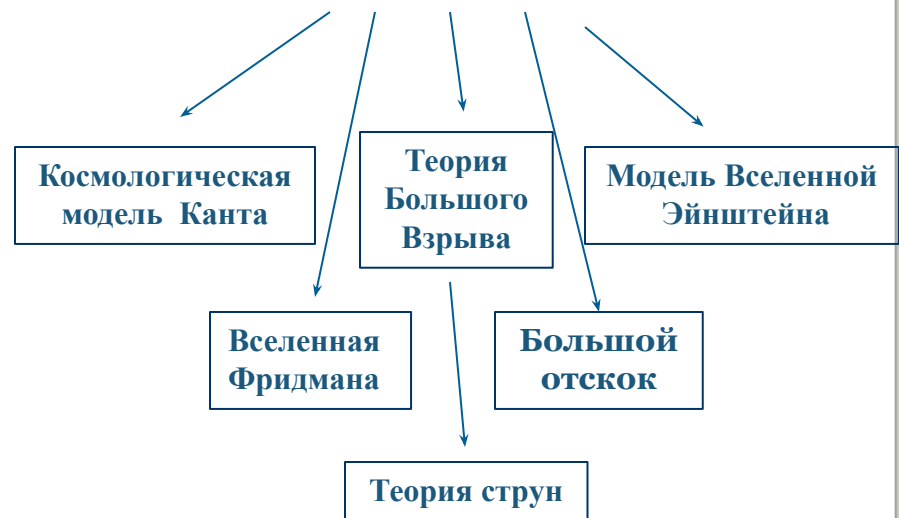 Космологическая
модель Канта
Теория
Большого
Взрыва
Модель Вселенной
Эйнштейна
Вселенная
Фридмана
Большой
отскок
Теория струн